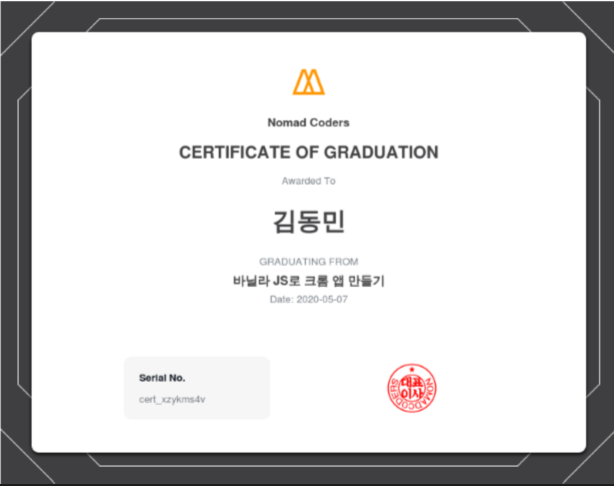 Nomad Coders
CERTIFICATE OF GRADUATION
Awarded To
김동민
GRADUATING FROM
바닐라 JS로 크롬 앱 만들기
Date: 2020-05-07
Serial No.
cert_xzykms4v
NOMADCODERS
대표
이사